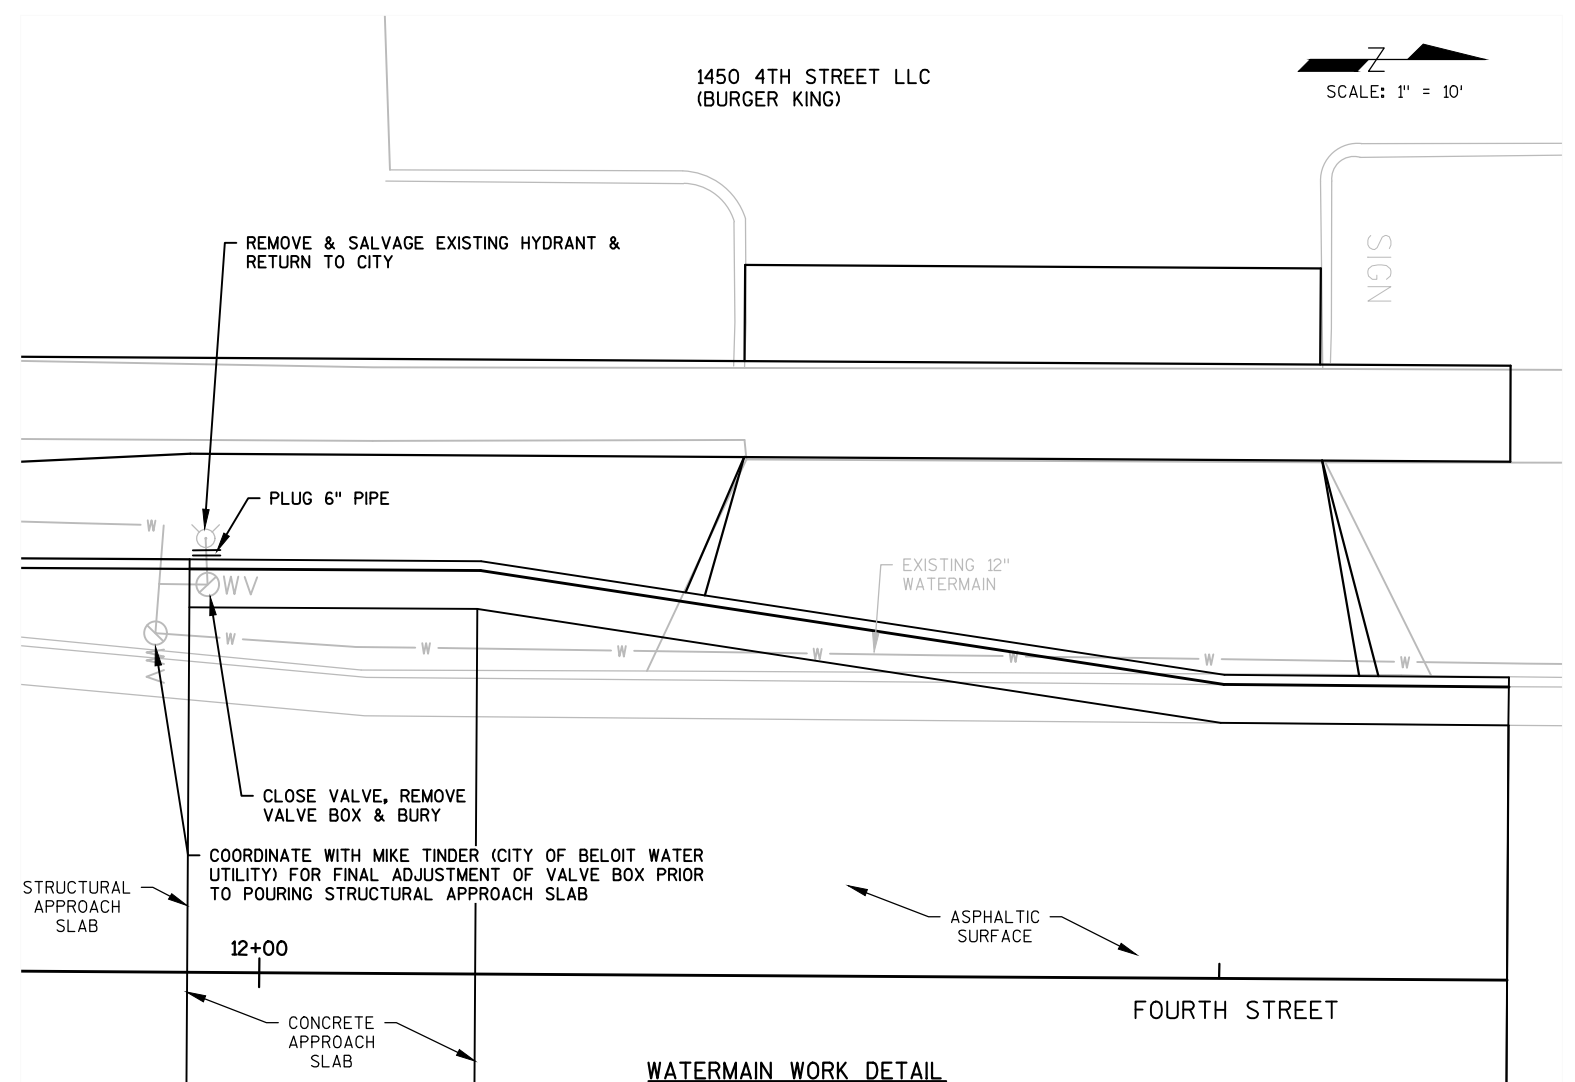 1450 4TH STREET LLC
(BURGER KING)
Z
SCALE: 1" = 10'
SIGN
REMOVE & SALVAGE EXISTING HYDRANT &
RETURN TO CITY
PLUG 6" PIPE
W
EXISTING 12"
WATERMAIN
WV
W
W
W
W
W
W
W
WV
CLOSE VALVE, REMOVE
VALVE BOX & BURY
COORDINATE WITH MIKE TINDER (CITY OF BELOIT WATER
UTILITY) FOR FINAL ADJUSTMENT OF VALVE BOX PRIOR
TO POURING STRUCTURAL APPROACH SLAB
STRUCTURAL
APPROACH
SLAB
ASPHALTIC
SURFACE
12+00
FOURTH STREET
CONCRETE
APPROACH
SLAB
WATERMAIN WORK DETAIL